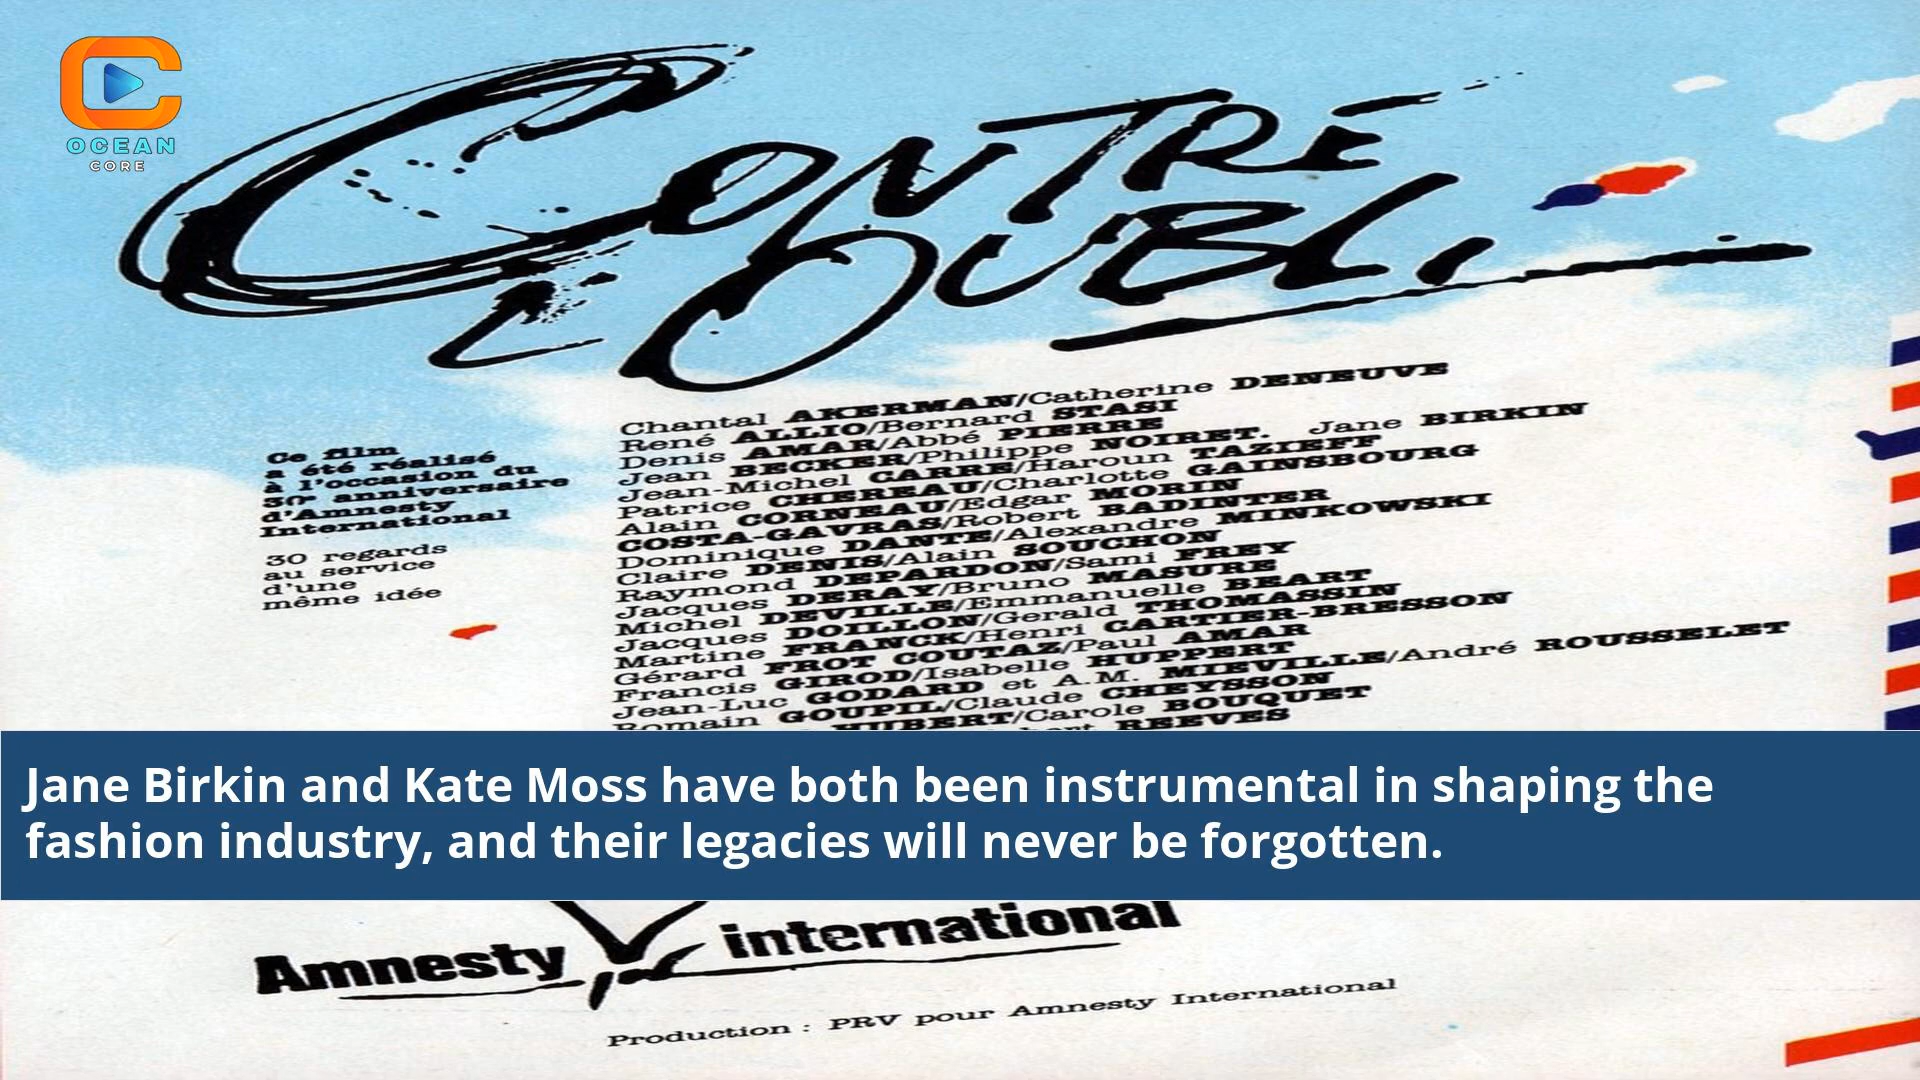 OCEAN
CORE
CONTRE
L'OUBLI
Chantal AKERMAN/Catherine DENEUVE
René ALLIO/Bernard STASI
Denis AMAR/Abbé PIERRE
Jean BECKER/Philippe NOIRET. Jane BIRKIN
Jean-Michel CARRE/Haroun TAZIEFF
Patrice CHEREAU/Charlotte GAINSBOURG
Alain CORNEAU/Edgar MORIN
COSTA-GAVRAS/Robert BADINTER
Dominique DANTE/Alexandre MINKOWSKI
Claire DENIS/Alain SOUCHON
Raymond DEPARDON/Sami FREY
Jacques DERAY/Bruno MASURE
Michel DEVILLE/Emmanuelle BEART
Jacques DOILLON/Gerald THOMASSIN
Martine FRANCK/Henri CARTIER-BRESSON
Gérard FROT COUTAZ/Paul AMAR
Francis GIROD/Isabelle HUPPERT
Jean-Luc GODARD et A.M. MIEVILLE/André ROUSSELET
Romain GOUPIL/Claude CHEYSSON
HUBERT/Carole BOUQUET
REEVES
Ce film
a été réalisé
à l'occasion du
30e anniversaire
d'Amnesty
International
30 regards
au service
d'une
même idée
Jane Birkin and Kate Moss have both been instrumental in shaping the
fashion industry, and their legacies will never be forgotten.
Amnesty international
Production : PRV pour Amnesty International